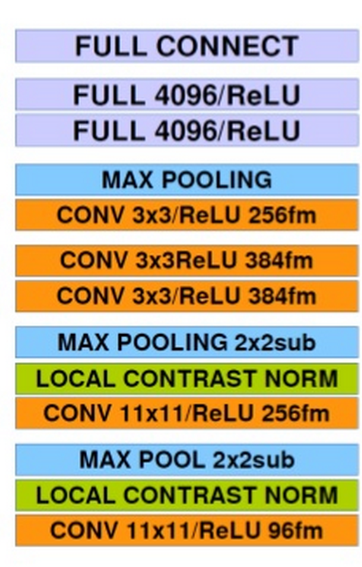 FULL CONNECT
FULL 4096/ReLU
FULL 4096/ReLU
MAX POOLING
CONV 3x3/ReLU 256fm
CONV 3x3ReLU 384fm
CONV 3x3/ReLU 384fm
MAX POOLING 2x2sub
LOCAL CONTRAST NORM
CONV 11x11/ReLU 256fm
MAX POOL 2x2sub
LOCAL CONTRAST NORM
CONV 11x11/ReLU 96fm